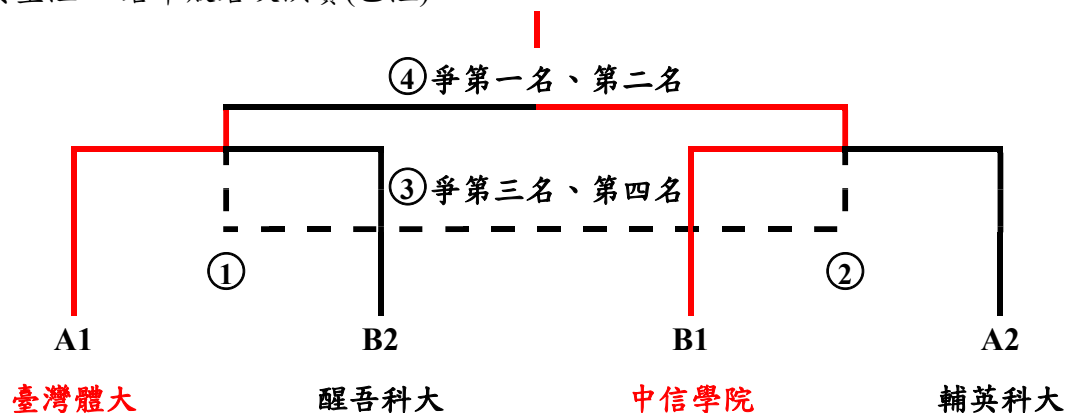 ④爭第一名、第二名
③爭第三名、第四名
① ②
A1 B2 B1 A2
臺灣體大 醒吾科大 中信學院 輔英科大